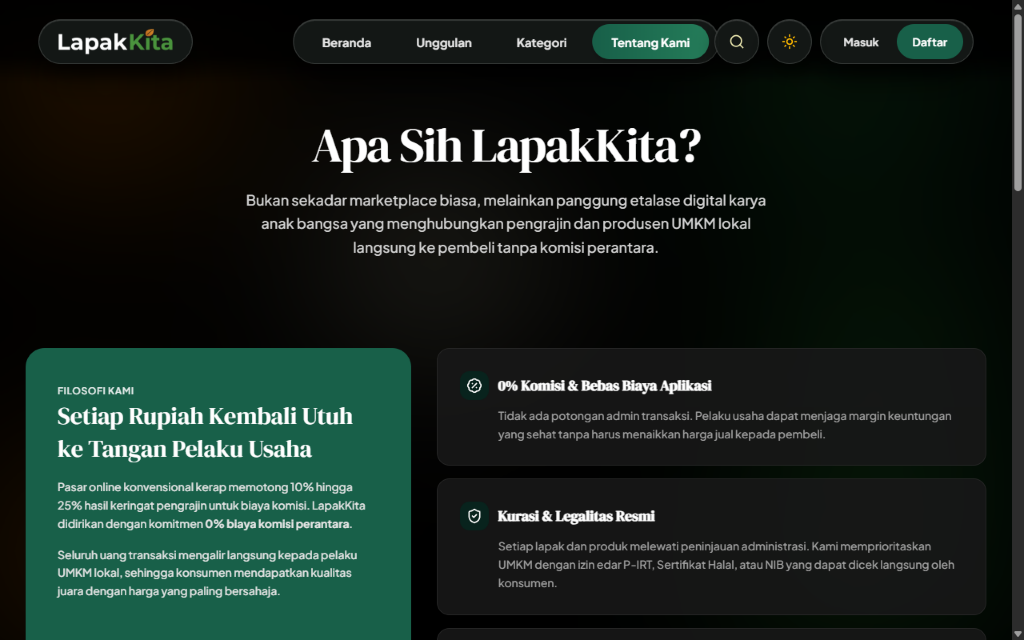 LapakKita
Beranda
Unggulan
Kategori
Tentang Kami
Masuk
Daftar
Apa Sih LapakKita?
Bukan sekadar marketplace biasa, melainkan panggung etalase digital karya
anak bangsa yang menghubungkan pengrajin dan produsen UMKM lokal
langsung ke pembeli tanpa komisi perantara.
FILOSOFI KAMI
Setiap Rupiah Kembali Utuh
ke Tangan Pelaku Usaha
Pasar online konvensional kerap memotong 10% hingga
25% hasil keringat pengrajin untuk biaya komisi. LapakKita
didirikan dengan komitmen 0% biaya komisi perantara.
Seluruh uang transaksi mengalir langsung kepada pelaku
UMKM lokal, sehingga konsumen mendapatkan kualitas
juara dengan harga yang paling bersahaja.
0% Komisi & Bebas Biaya Aplikasi
Tidak ada potongan admin transaksi. Pelaku usaha dapat menjaga margin keuntungan
yang sehat tanpa harus menaikkan harga jual kepada pembeli.
Kurasi & Legalitas Resmi
Setiap lapak dan produk melewati peninjauan administrasi. Kami memprioritaskan
UMKM dengan izin edar P-IRT, Sertifikat Halal, atau NIB yang dapat dicek langsung oleh
konsumen.